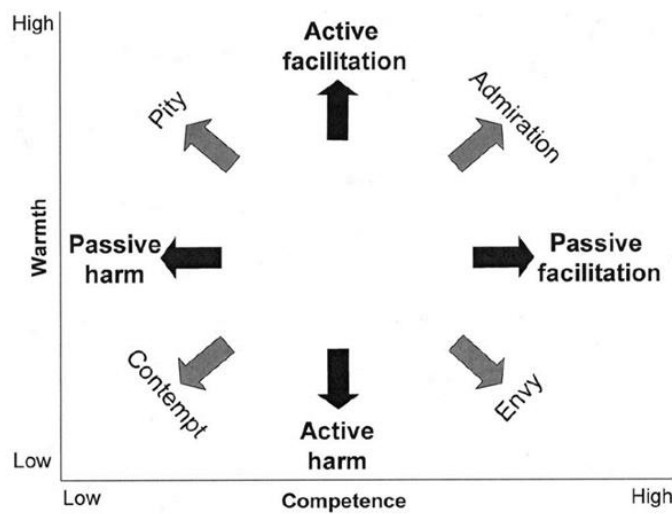 High
Active
facilitation
Pity
Admiration
Warmth
Passive
harm
Passive
facilitation
Contempt
Envy
Active
harm
Low
Low
Competence
High